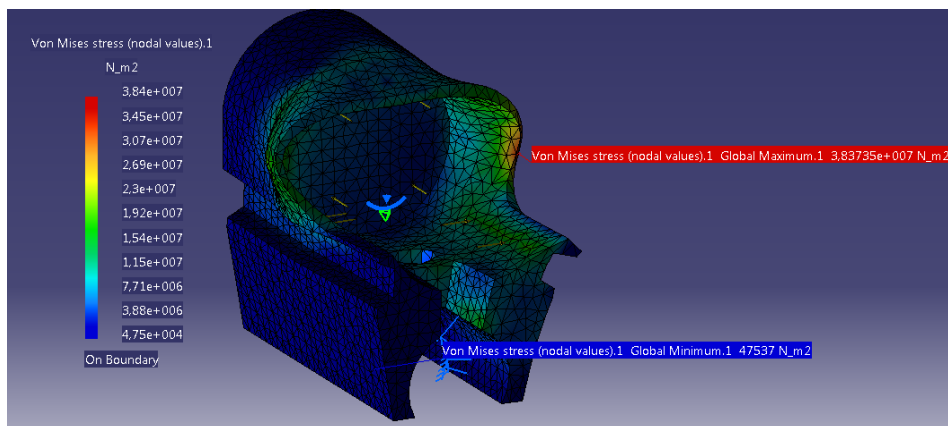 Von Mises stress (nodal values).1
N_m2
3,84e+007
3,45e+007
3,07e+007
2,69e+007
2,3e+007
1,92e+007
1,54e+007
1,15e+007
7,71e+006
3,88e+006
4,75e+004
On Boundary
Von Mises stress (nodal values).1 Global Maximum.1 3,83735e+007 N_m2
Von Mises stress (nodal values).1 Global Minimum.1 47537 N_m2